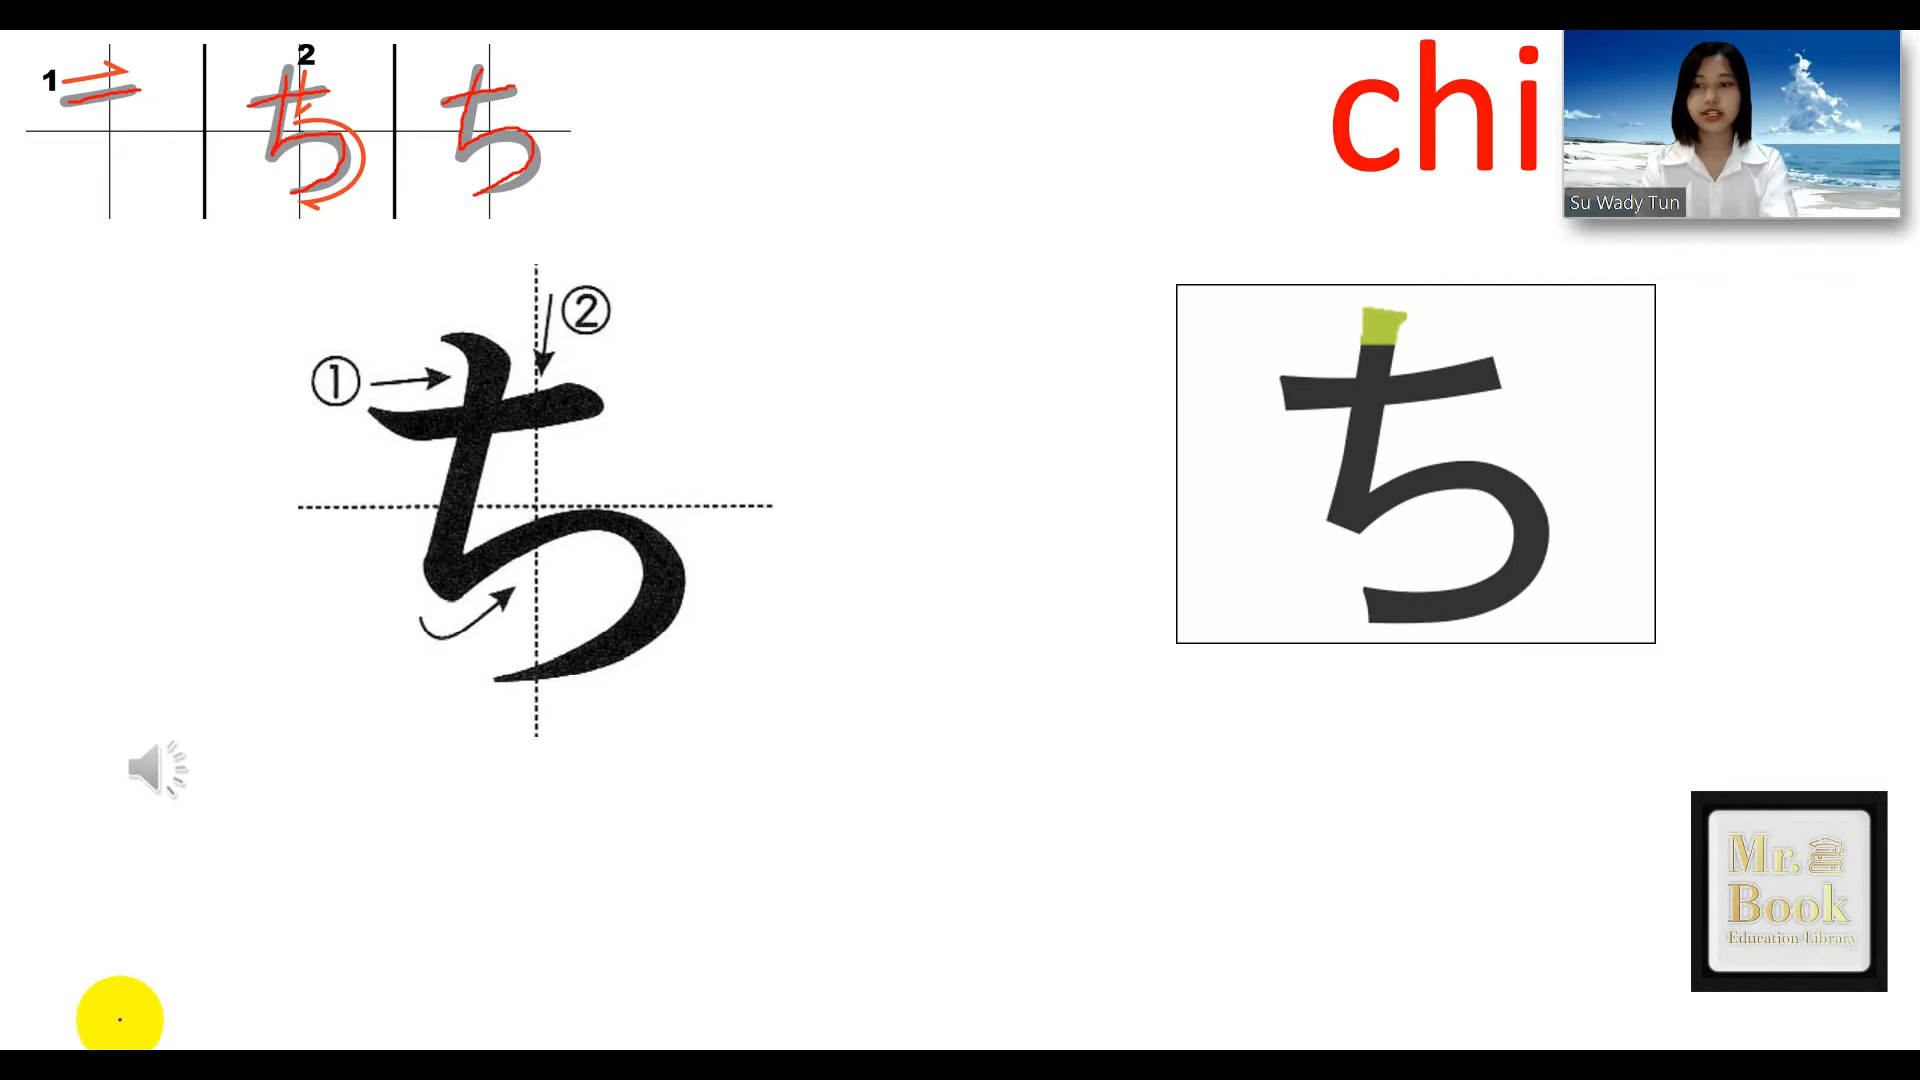 1
2
ち
ち
chi
Su Wady Tun
①
②
ち
ち
Mr.
Book
Education Library